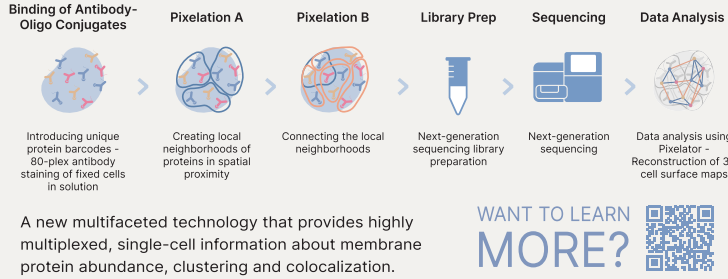 Binding of Antibody-
Oligo Conjugates
Pixelation A
Pixelation B
Library Prep
Sequencing
Data Analysis
Introducing unique
protein barcodes -
80-plex antibody
staining of fixed cells
in solution
Creating local
neighborhoods of
proteins in spatial
proximity
Connecting the local
neighborhoods
Next-generation
sequencing library
preparation
Next-generation
sequencing
Data analysis using
Pixelator -
Reconstruction of
cell surface maps
A new multifaceted technology that provides highly
multiplexed, single-cell information about membrane
protein abundance, clustering and colocalization.
WANT TO LEARN
MORE?